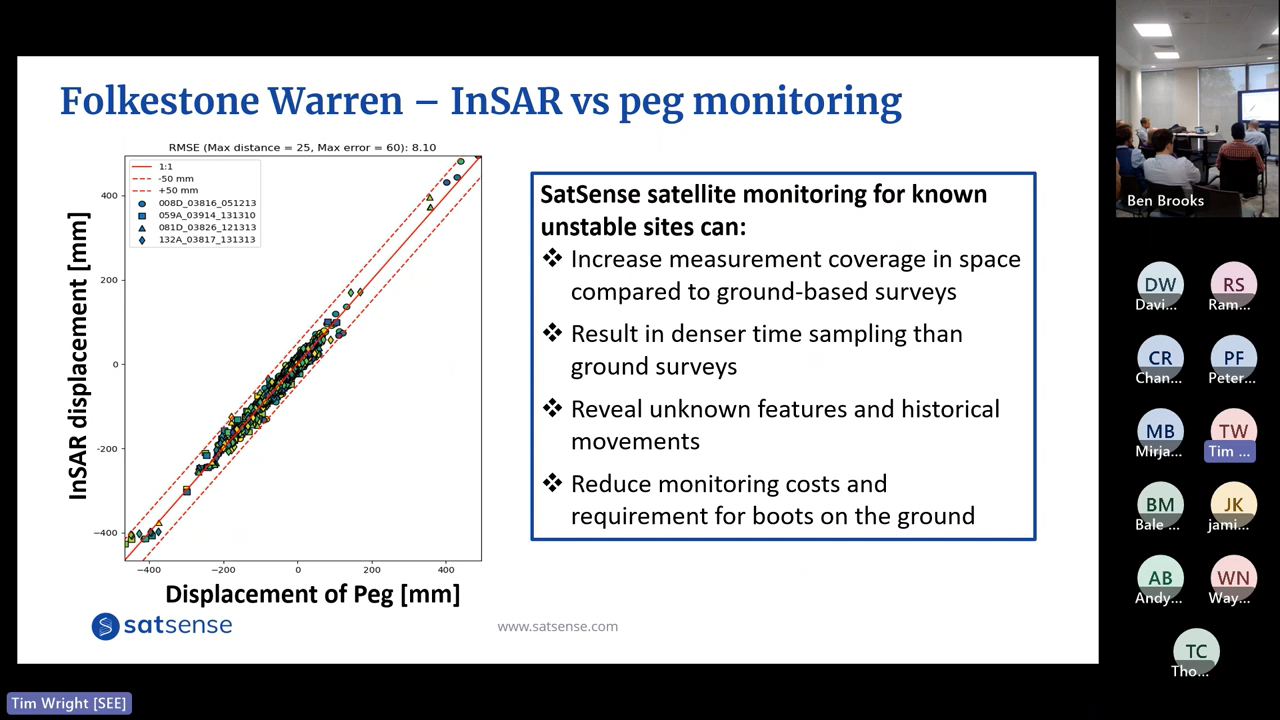 Folkestone Warren – InSAR vs peg monitoring
RMSE (Max distance = 25, Max error = 60): 8.10
1:1
-50 mm
+50 mm
008D_03816_051213
059A_03914_131310
081D_03826_121313
132A_03817_131313
400
200
0
−200
−400
InSAR displacement [mm]
−400 −200 0 200 400
Displacement of Peg [mm]
SatSense satellite monitoring for known
unstable sites can:
❖ Increase measurement coverage in space
compared to ground-based surveys
❖ Result in denser time sampling than
ground surveys
❖ Reveal unknown features and historical
movements
❖ Reduce monitoring costs and
requirement for boots on the ground
satsense
www.satsense.com
Ben Brooks
DW RS
Davi... Ram...
CR PF
Chan... Peter...
MB TW
Mirja... Tim ...
BM JK
Bale ... jami...
AB WN
Andy... Way...
TC
Tho...
Tim Wright [SEE]